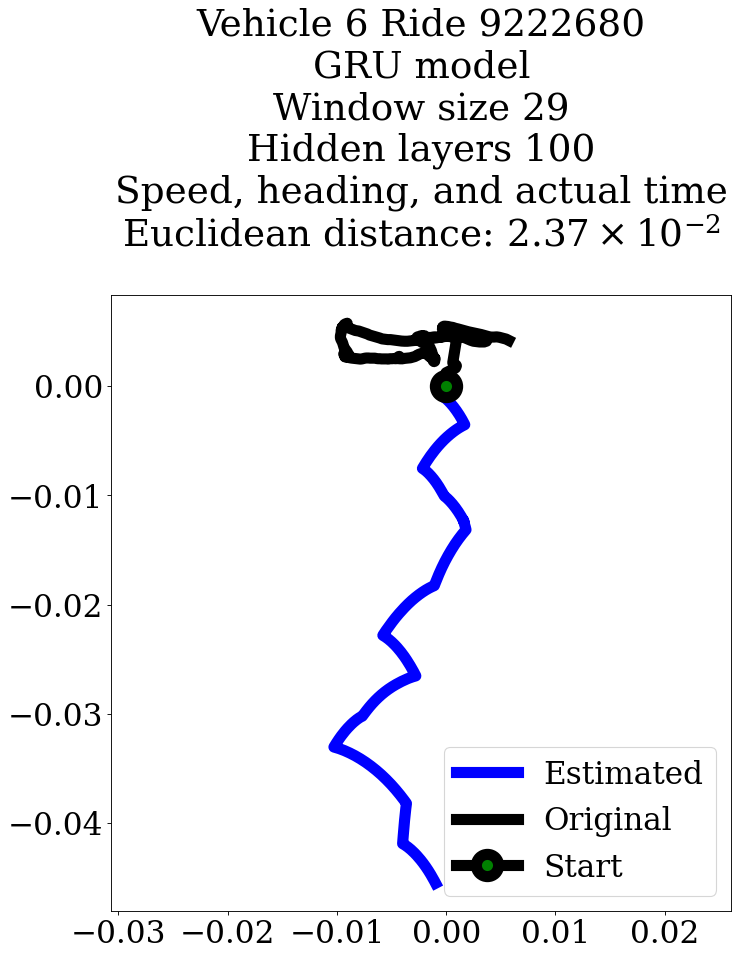 Vehicle 6 Ride 9222680
GRU model
Window size 29
Hidden layers 100
Speed, heading, and actual time
Euclidean distance: 2.37 × 10⁻²
0.00
−0.01
−0.02
−0.03
−0.04
Estimated
Original
Start
−0.03 −0.02 −0.01 0.00 0.01 0.02